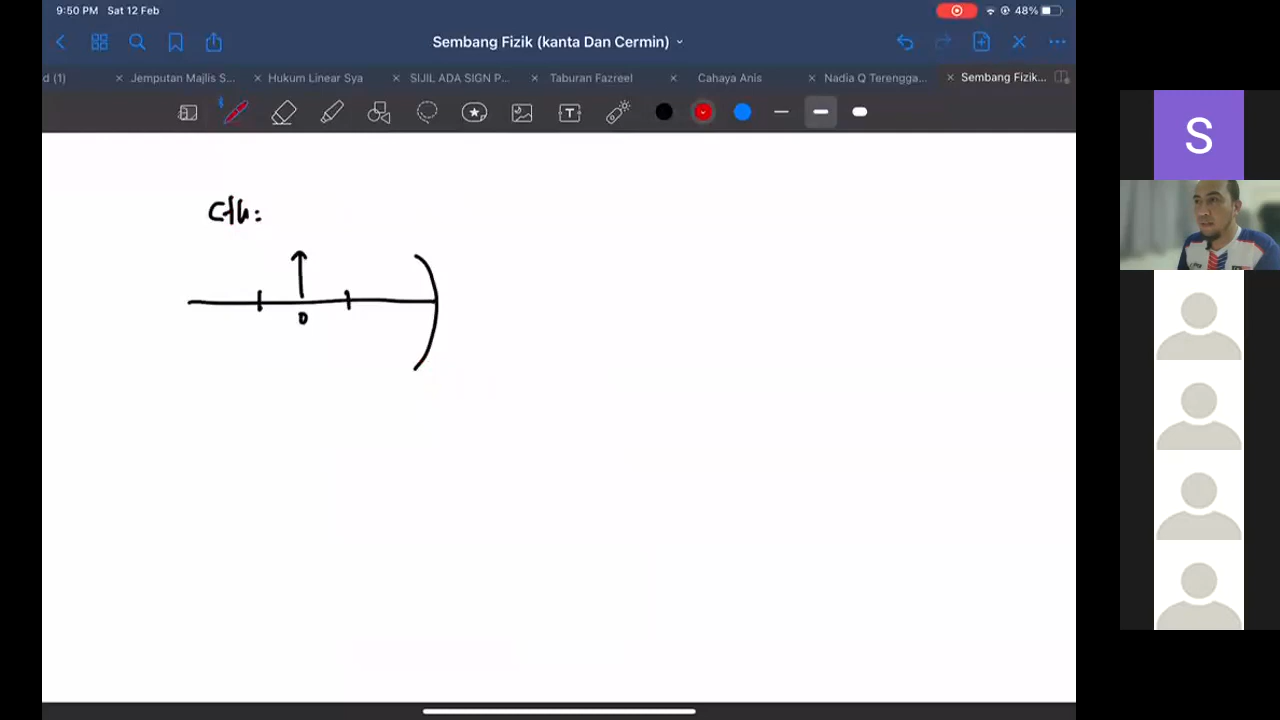 9:50 PM Sat 12 Feb
48%
Sembang Fizik (kanta Dan Cermin)
d (1)
Jemputan Majlis S...
Hukum Linear Sya
SIJIL ADA SIGN P...
Taburan Fazreel
Cahaya Anis
Nadia Q Terengga...
Sembang Fizik...
T
S
Cth:
O